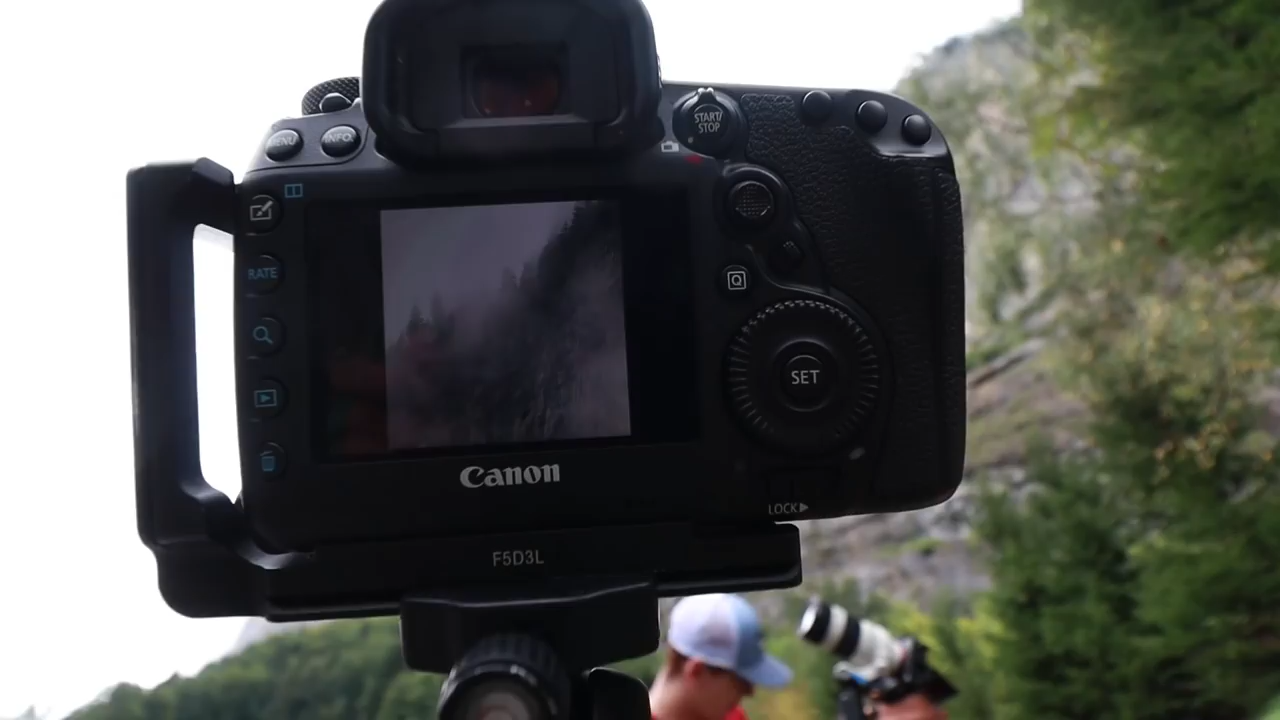 START/
STOP
MENU
INFO.
RATE
Q
SET
Canon
LOCK▶
F5D3L